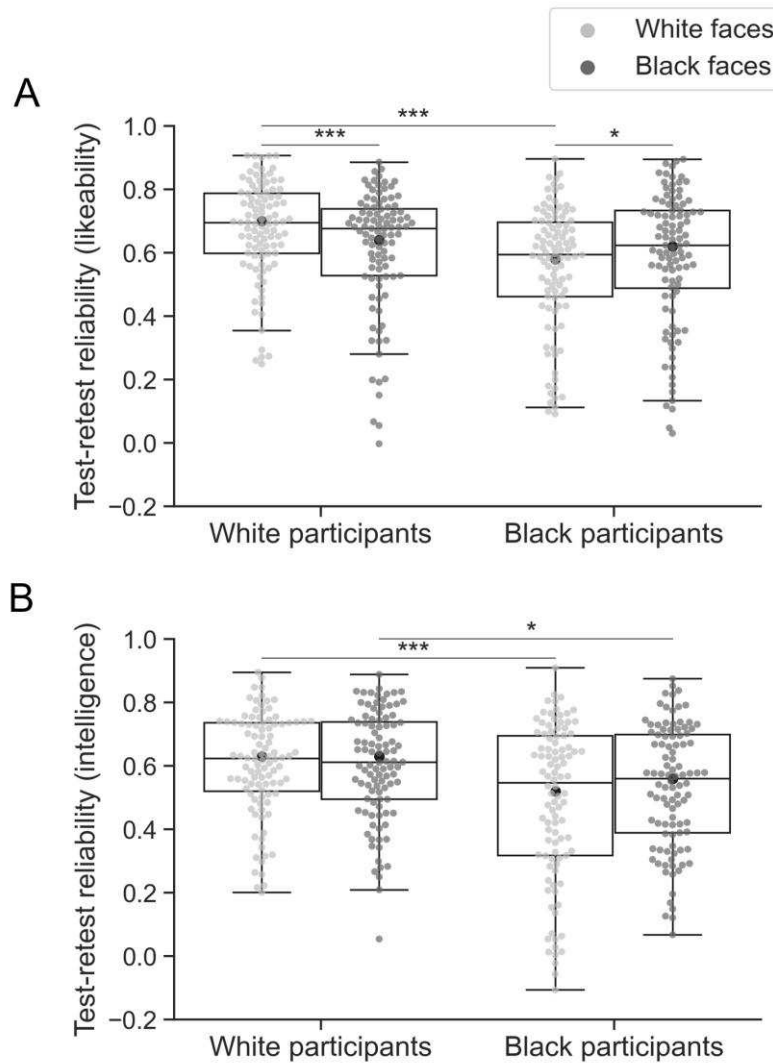 White faces
Black faces
A
***
***
*
1.0
0.8
0.6
0.4
0.2
0.0
−0.2
Test-retest reliability (likeability)
White participants
Black participants
B
*
***
1.0
0.8
0.6
0.4
0.2
0.0
−0.2
Test-retest reliability (intelligence)
White participants
Black participants